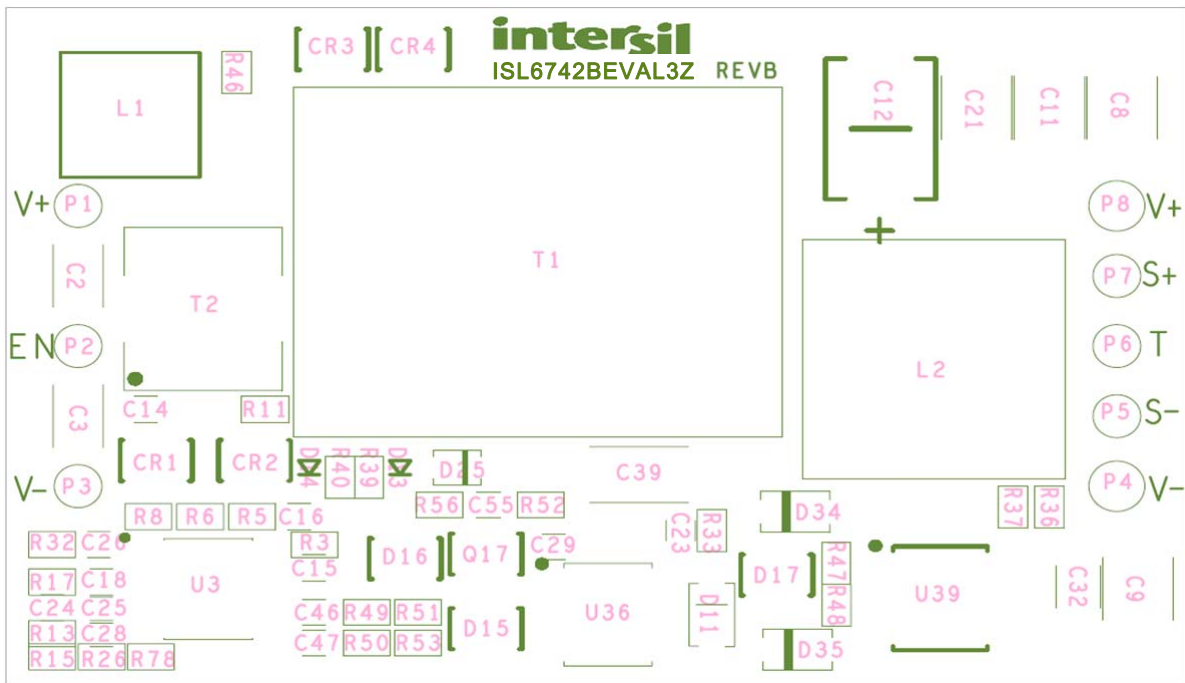 intersil
ISL6742BEVAL3Z REVB
CR3 CR4
R46
L1
C12
C21
C11
C8
V+ P1
P8 V+
C2
T2
T1
P7 S+
EN P2
P6 T
L2
C3
C14
R11
P5 S-
CR1
CR2
R40
R39
D25
C39
V- P3
P4 V-
R8 R6 R5 C16
R56 C55 R52
D34
R37
R36
R32 C26
R3
D16
Q17
C29
C23
R33
R17 C18
U3
C15
D17
R47
U39
C32
C9
C24 C25
C46 R49 R51
U36
D11
R48
R13 C28
C47 R50 R53
D15
R15 R26 R78
D35